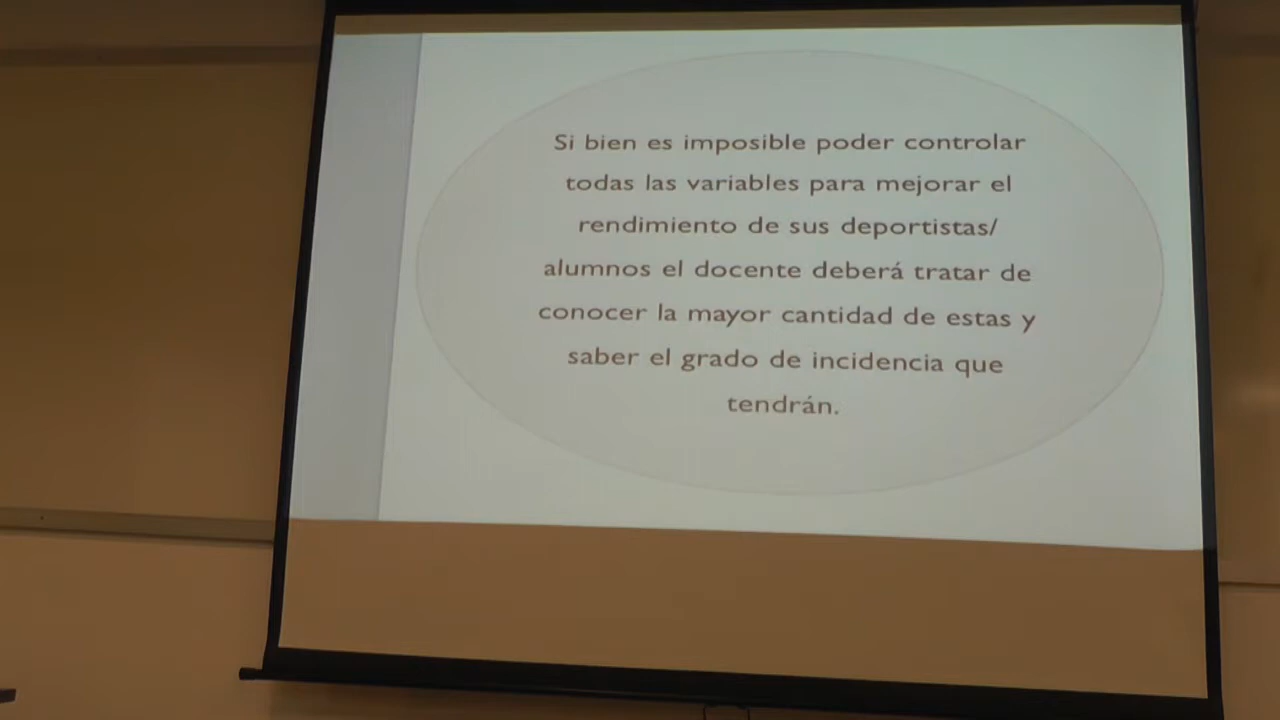 Si bien es imposible poder controlar
todas las variables para mejorar el
rendimiento de sus deportistas/
alumnos el docente deberá tratar de
conocer la mayor cantidad de estas y
saber el grado de incidencia que
tendrán.